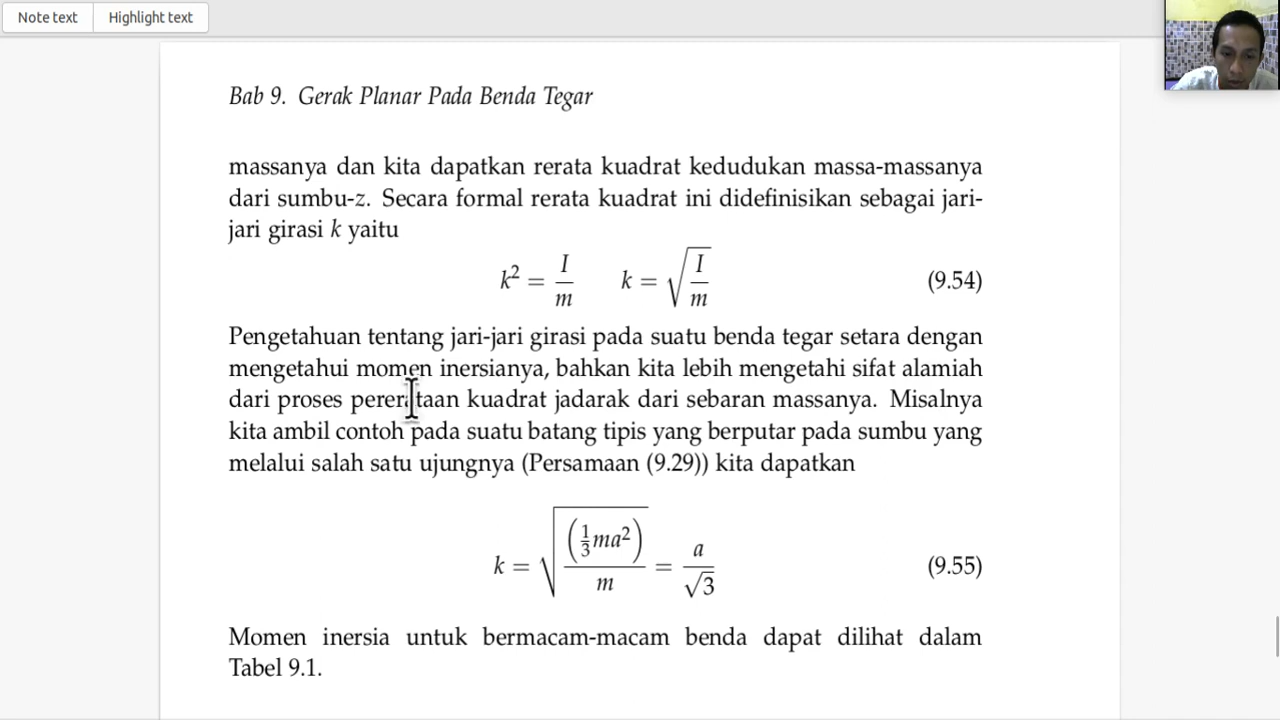 Note text
Highlight text
Bab 9. Gerak Planar Pada Benda Tegar
massanya dan kita dapatkan rerata kuadrat kedudukan massa-massanya
dari sumbu-z. Secara formal rerata kuadrat ini didefinisikan sebagai jari-
jari girasi k yaitu
k² = I/m    k = √(I/m)    (9.54)
Pengetahuan tentang jari-jari girasi pada suatu benda tegar setara dengan
mengetahui momen inersianya, bahkan kita lebih mengetahi sifat alamiah
dari proses pererataan kuadrat jadarak dari sebaran massanya. Misalnya
kita ambil contoh pada suatu batang tipis yang berputar pada sumbu yang
melalui salah satu ujungnya (Persamaan (9.29)) kita dapatkan
k = √((1/3 ma²)/m) = a/√3    (9.55)
Momen inersia untuk bermacam-macam benda dapat dilihat dalam
Tabel 9.1.